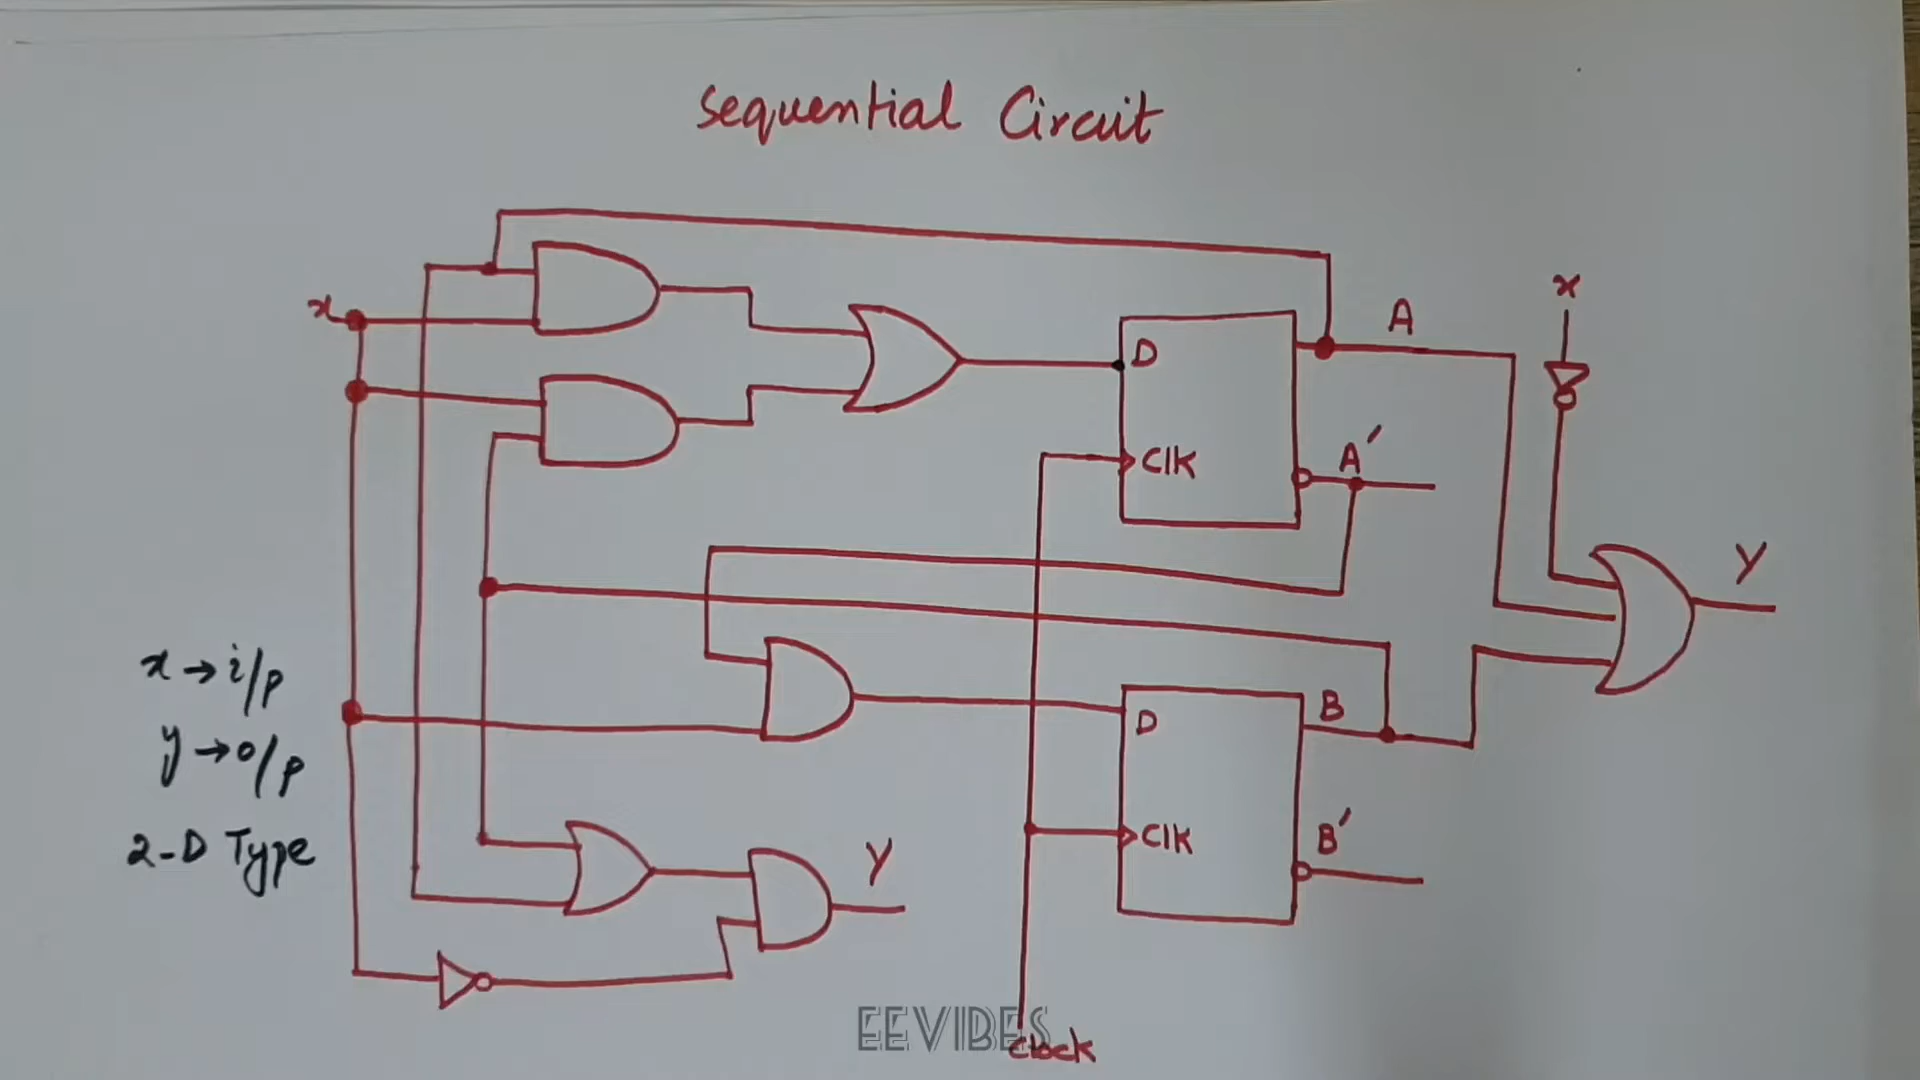 Sequential Circuit
x
x
A
D
Clk
A′
Y
x → i/p
y → o/p
2-D Type
B
D
Clk
B′
Y
EEVIBES
Clock